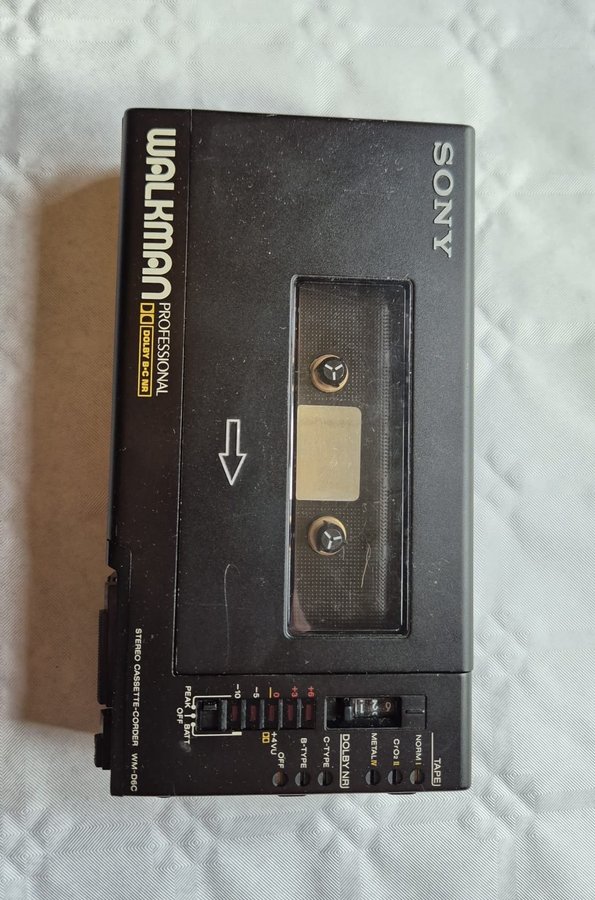 SONY
WALKMAN
PROFESSIONAL
DOLBY B-C NR
STEREO CASSETTE-CORDER WM-D6C
PEAK
OFF
BATT
-10
-5
0
+3
+6
+4VU
OFF
B-TYPE
C-TYPE
DOLBY NR
METAL IV
CrO2 II
NORM I
TAPE